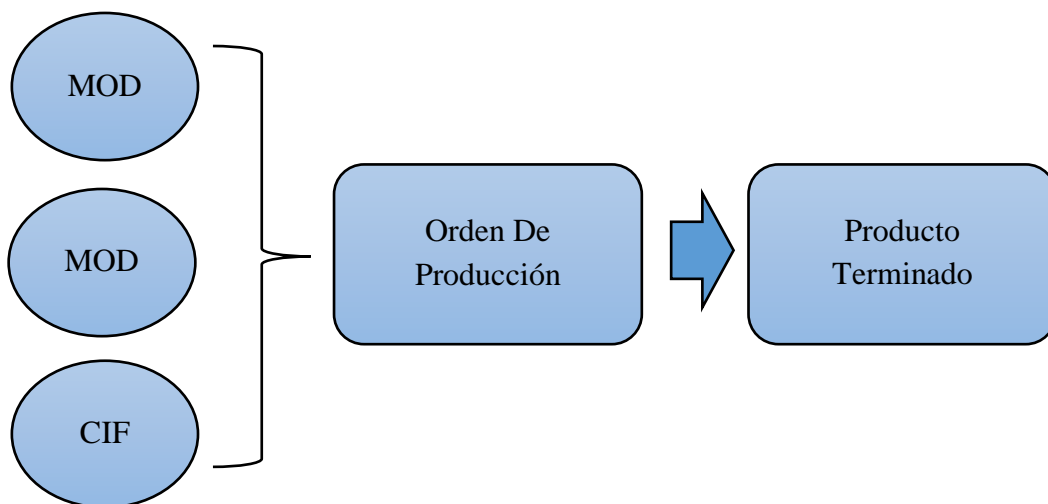 MOD
MOD
CIF
Orden De
Producción
Producto
Terminado